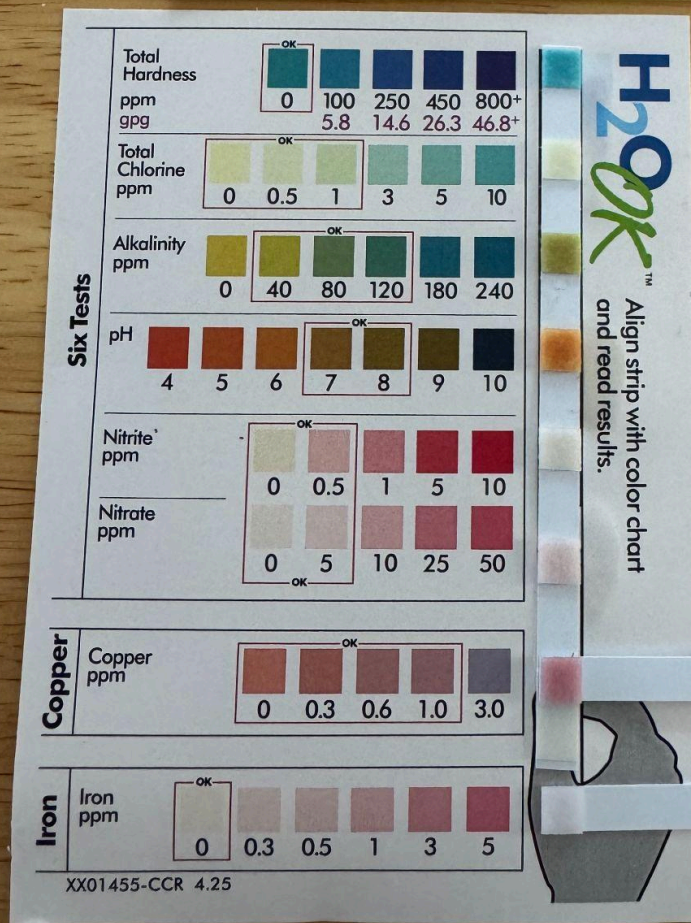 Six Tests
Total
Hardness
OK
ppm
0 100 250 450 800+
gpg
5.8 14.6 26.3 46.8+
Total
Chlorine
ppm
OK
0 0.5 1 3 5 10
Alkalinity
ppm
OK
0 40 80 120 180 240
pH
OK
4 5 6 7 8 9 10
Nitrite
ppm
OK
0 0.5 1 5 10
Nitrate
ppm
0 5 10 25 50
OK
Copper
Copper
ppm
OK
0 0.3 0.6 1.0 3.0
Iron
Iron
ppm
OK
0 0.3 0.5 1 3 5
XX01455-CCR 4.25
H2O OK™
Align strip with color chart
and read results.